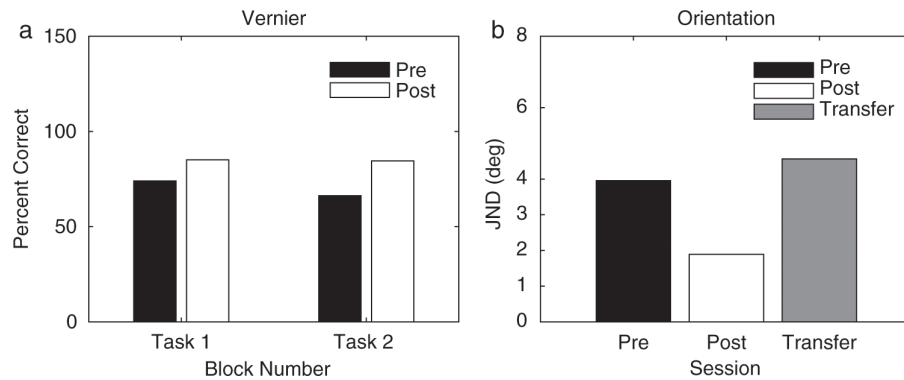 a
Vernier
150
100
50
0
Percent Correct
Pre
Post
Task 1
Task 2
Block Number
b
Orientation
8
6
4
2
1
0
JND (deg)
Pre
Post
Transfer
Pre
Post
Transfer
Session